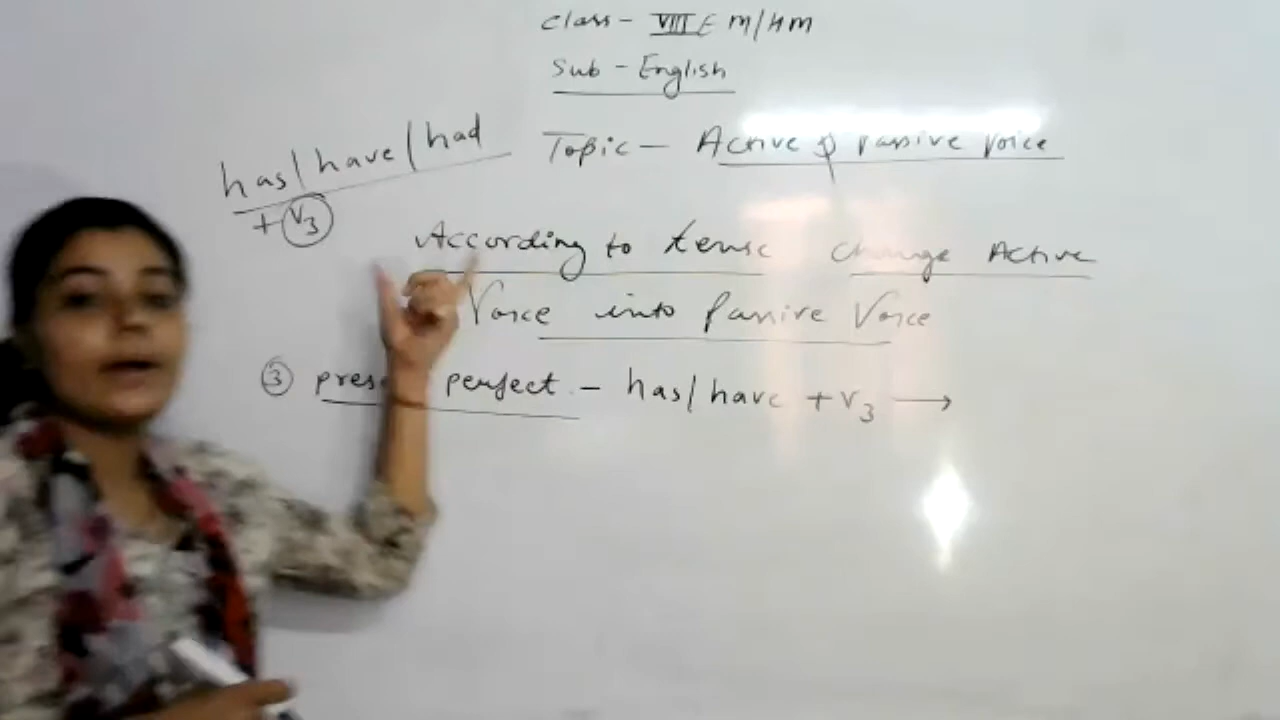 Class - VIII E M/HM
Sub - English
has/have/had
+ V3
Topic - Active & Passive Voice
According to tense Change Active
Voice into Passive Voice
③ pres perfect - has/have + V3 →